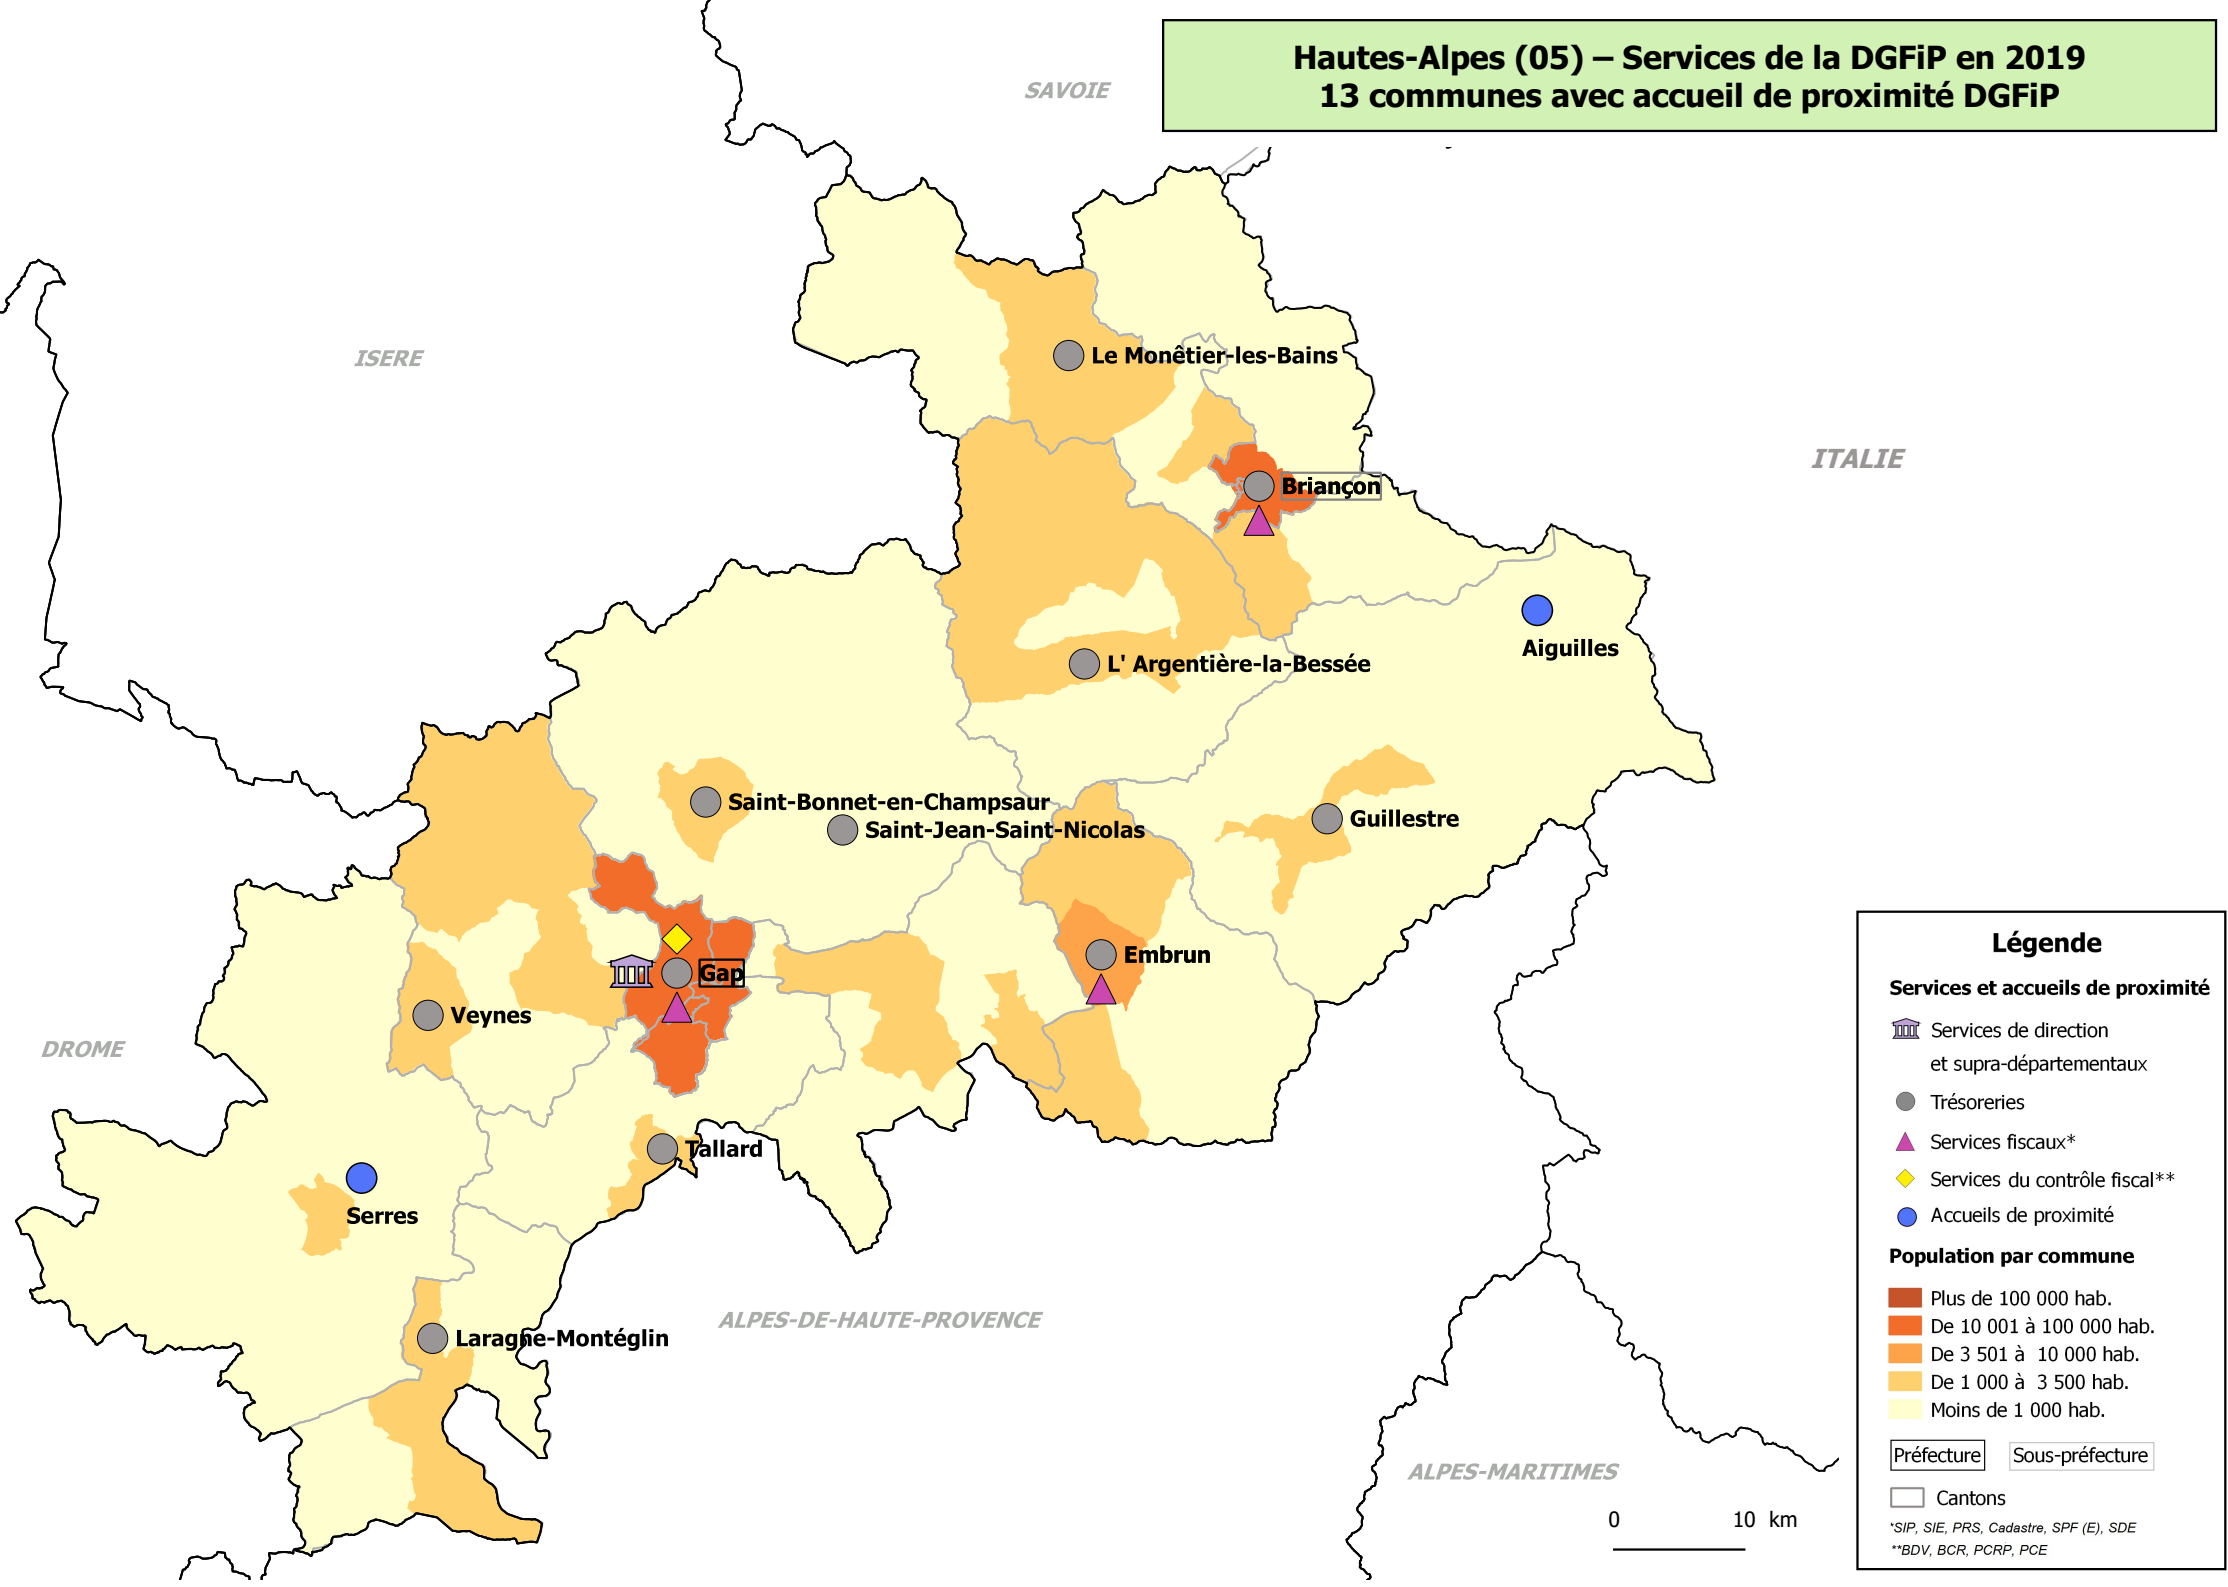 Hautes-Alpes (05) – Services de la DGFiP en 2019
13 communes avec accueil de proximité DGFiP
SAVOIE
ISERE
Le Monêtier-les-Bains
ITALIE
Briançon
Aiguilles
L' Argentière-la-Bessée
Saint-Bonnet-en-Champsaur
Saint-Jean-Saint-Nicolas
Guillestre
Embrun
Gap
Veynes
DROME
Tallard
Serres
ALPES-DE-HAUTE-PROVENCE
Laragne-Montéglin
ALPES-MARITIMES
0 10 km
Légende
Services et accueils de proximité
Services de direction
et supra-départementaux
Trésoreries
Services fiscaux*
Services du contrôle fiscal**
Accueils de proximité
Population par commune
Plus de 100 000 hab.
De 10 001 à 100 000 hab.
De 3 501 à 10 000 hab.
De 1 000 à 3 500 hab.
Moins de 1 000 hab.
Préfecture Sous-préfecture
Cantons
*SIP, SIE, PRS, Cadastre, SPF (E), SDE
**BDV, BCR, PCRP, PCE